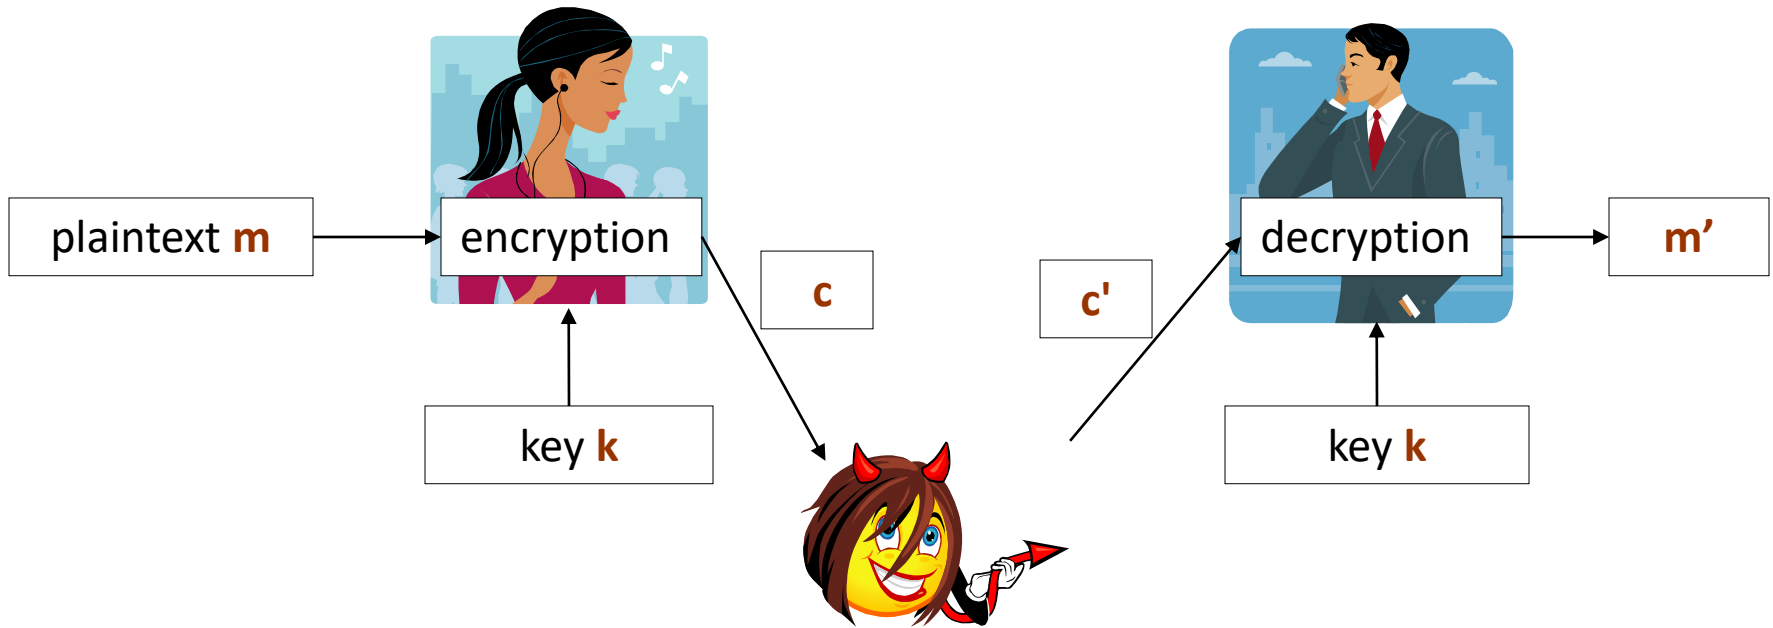 plaintext m
encryption
c
c'
decryption
m’
key k
key k